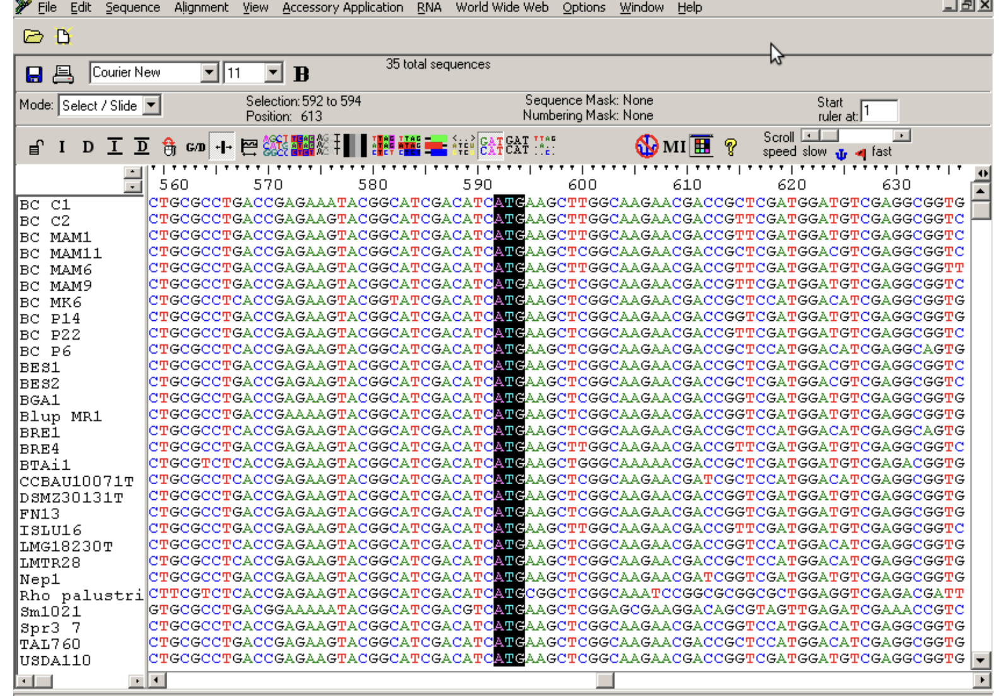 File Edit Sequence Alignment View Accessory Application RNA World Wide Web Options Window Help
Courier New 11 B 35 total sequences
Mode: Select / Slide Selection: 592 to 594 Sequence Mask: None Start
Position: 613 Numbering Mask: None ruler at: 1
I D I D G/D GAT GAT MI ? Scroll
CAT CAT speed slow fast
560 570 580 590 600 610 620 630
BC C1 CTGCGCCTGACCGAGAAATACGGCATCGACATCATGAAGCTTGGCAAGAACGACCGCTCGATGGATGTCGAGGCGGTG
BC C2 CTGCGCCTGACCGAGAAGTACGGCATCGACATCATGAAGCTTGGCAAGAACGACCGTTCGATGGATGTCGAGGCGGTC
BC MAM1 CTGCGCCTGACCGAGAAGTACGGCATCGACATCATGAAGCTTGGCAAGAACGACCGTTCGATGGATGTCGAGGCGGTC
BC MAM11 CTGCGCCTGACCGAGAAGTACGGCATCGACATCATGAAGCTCGGCAAGAACGACCGCTCGATGGACGTCGAGGCGGTC
BC MAM6 CTGCGCCTGACCGAGAAGTACGGCATCGACATCATGAAGCTTGGCAAGAACGACCGTTCGATGGATGTCGAGGCGGTT
BC MAM9 CTGCGCCTGACCGAGAAGTACGGCATCGACATCATGAAGCTCGGCAAGAACGACCGTTCGATGGATGTCGAGGCGGTC
BC MK6 CTGCGCCTCACCGAGAAGTACGGTATCGACATCATGAAGCTCGGCAAGAACGACCGCTCCATGGACATCGAGGCGGTG
BC P14 CTGCGCCTGACCGAGAAGTACGGCATCGACATCATGAAGCTCGGCAAGAACGACCGGTCGATGGATGTCGAGGCGGTG
BC P22 CTGCGCCTGACCGAGAAGTACGGCATCGACATCATGAAGCTCGGCAAGAACGACCGTTCGATGGATGTCGAGGCGGTC
BC P6 CTGCGCCTCACCGAGAAGTACGGCATCGACATCATGAAGCTCGGCAAGAACGACCGCTCCATGGACATCGAGGCAGTG
BES1 CTGCGCCTGACCGAGAAGTACGGCATCGACATCATGAAGCTCGGCAAGAACGACCGCTCGATGGACGTCGAGGCGGTC
BES2 CTGCGCCTGACCGAGAAGTACGGCATCGACATCATGAAGCTCGGCAAGAACGACCGCTCGATGGACGTCGAGGCGGTC
BGA1 CTGCGCCTGACCGAGAAGTACGGCATCGACATCATGAAGCTCGGCAAGAACGACCGGTCGATGGATGTCGAGGCGGTG
Blup MR1 CTGCGCCTGACCGAAAAGTACGGCATCGACATCATGAAGCTCGGCAAGAACGACCGGTCGATGGATGTCGAGGCGGTG
BRE1 CTGCGCCTCACCGAGAAGTACGGCATCGACATCATGAAGCTCGGCAAGAACGACCGCTCCATGGACATCGAGGCAGTG
BRE4 CTGCGCCTGACCGAGAAGTACGGCATCGACATCATGAAGCTTGGCAAGAACGACCGTTCGATGGATGTCGAGGCGGTC
BTAi1 CTGCGTCTCACCGAGAAGTACGGCATCGACATCATGAAGCTGGGCAAAAACGACCGCTCGATGGATGTCGAGACGGTG
CCBAU10071T CTGCGCCTCACCGAGAAGTACGGCATCGACATCATGAAGCTCGGCAAGAACGATCGCTCCATGGACATCGAGGCGGTG
DSMZ30131T CTGCGCCTGACCGAGAAGTACGGCATCGACATCATGAAGCTCGGCAAGAACGACCGGTCGATGGATGTCGAGGCGGTG
FN13 CTGCGCCTGACCGAGAAGTACGGCATCGACATCATGAAGCTCGGCAAGAACGACCGGTCGATGGATGTCGAGGCGGTG
ISLU16 CTGCGCCTGACCGAGAAGTACGGCATCGACATCATGAAGCTTGGCAAGAACGACCGTTCGATGGATGTCGAGGCGGTC
LMG18230T CTGCGCCTCACCGAGAAGTACGGCATCGACATCATGAAGCTCGGCAAGAACGACCGGTCCATGGACATCGAGGCGGTG
LMTR28 CTGCGCCTCACCGAGAAGTACGGCATCGACATCATGAAGCTCGGCAAGAACGACCGCTCCATGGACATCGAGGCGGTG
Nep1 CTGCGCCTGACCGAGAAGTACGGCATCGACATCATGAAGCTCGGCAAGAACGATCGGTCGATGGATGTCGAGGCGGTG
Rho palustri CTTCGTCTCACCGAGAAGTACGGCATCGACATCATGCGGCTCGGCAAATCCGGCGCGGCGCTGGAGGTCGAGACGATT
Sm1021 GTGCGCCTGACGGAAAAATACGGCATCGACGTCATGAAGCTCGGAGCGAAGGACAGCGTAGTTGAGATCGAAACCGTC
Spr3 7 CTGCGCCTCACCGAGAAGTACGGCATCGACATCATGAAGCTCGGCAAGAACGACCGGTCCATGGACATCGAGGCGGTG
TAL760 CTGCGCCTGACCGAGAAGTACGGCATCGACATCATGAAGCTCGGCAAGAACGACCGCTCCATGGACATCGAGGCGGTG
USDA110 CTGCGCCTGACCGAGAAGTACGGCATCGACATCATGAAGCTCGGCAAGAACGACCGGTCGATGGATGTCGAGGCGGTG